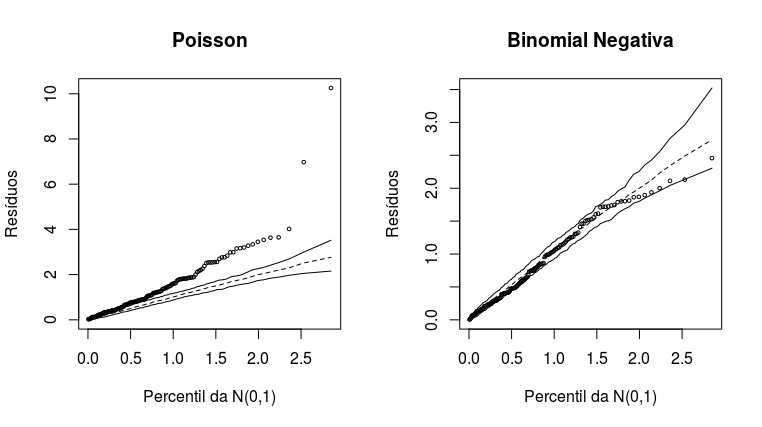 Poisson
Resíduos
10
8
6
4
2
0
0.0 0.5 1.0 1.5 2.0 2.5
Percentil da N(0,1)
Binomial Negativa
Resíduos
3.0
2.0
1.0
0.0
0.0 0.5 1.0 1.5 2.0 2.5
Percentil da N(0,1)